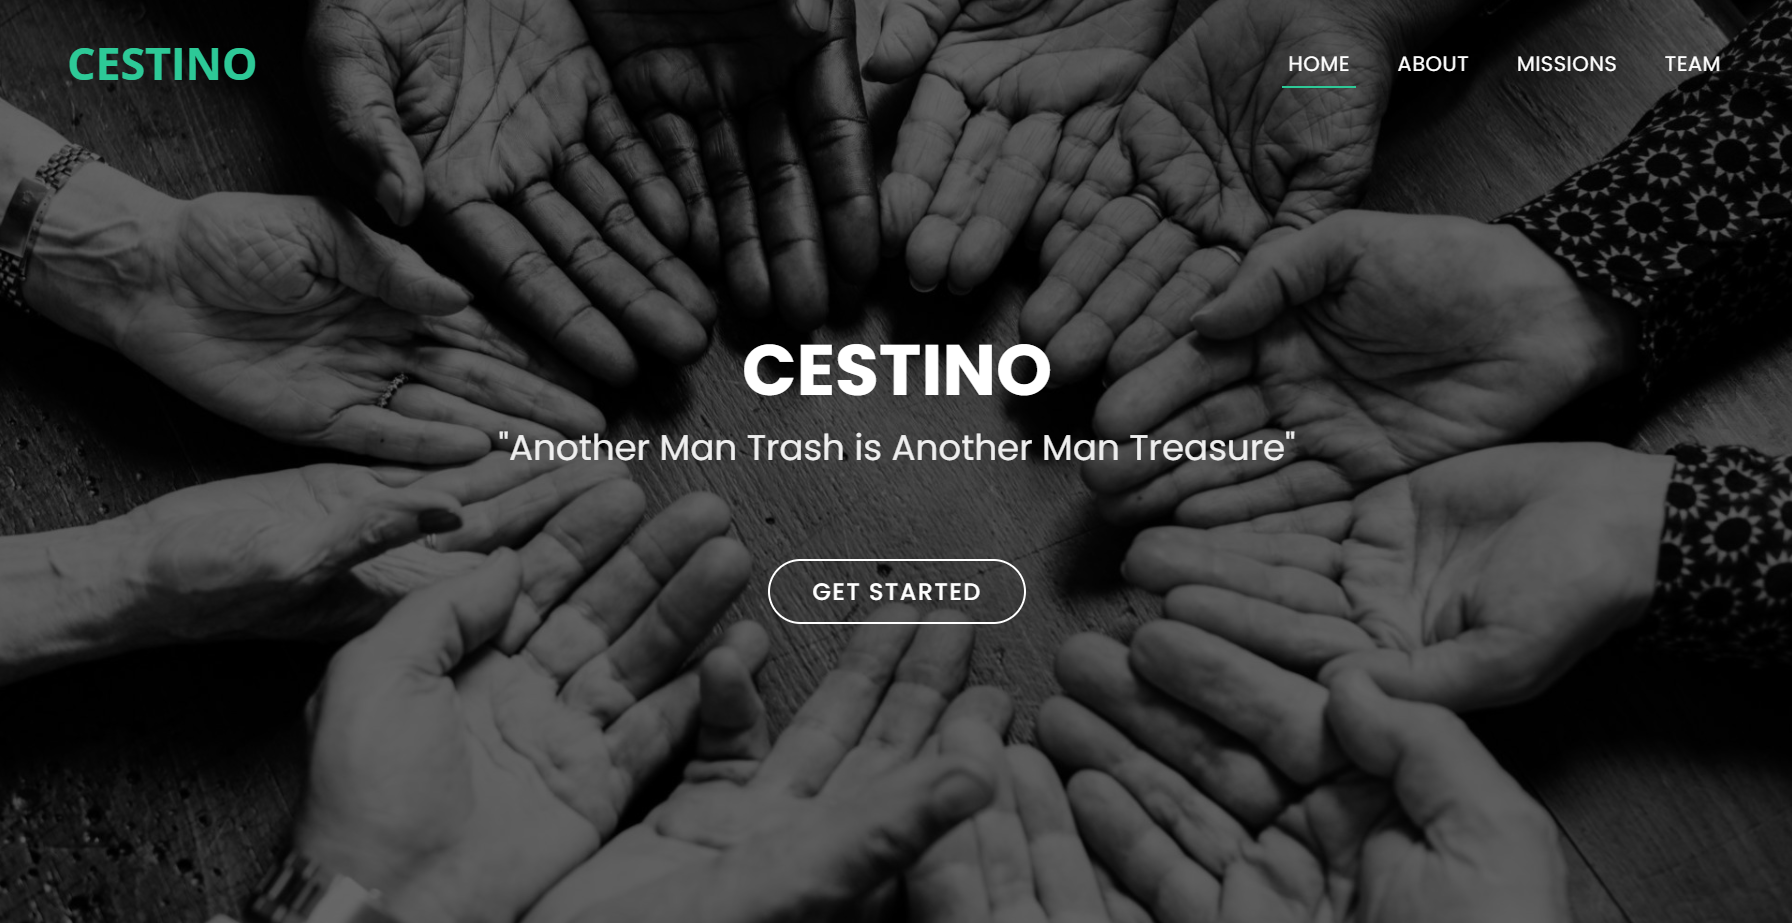 CESTINO
HOME ABOUT MISSIONS TEAM
CESTINO
"Another Man Trash is Another Man Treasure"
GET STARTED